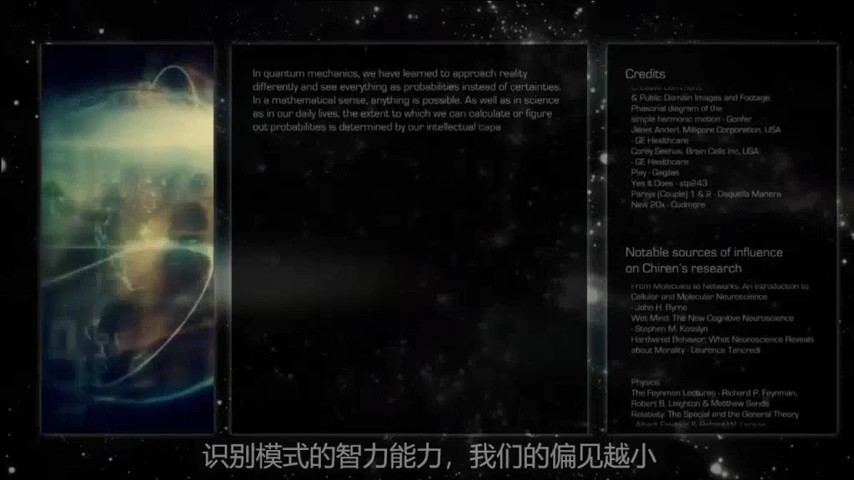 In quantum mechanics, we have learned to approach reality
differently and see everything as probabilities instead of certainties.
In a mathematical sense, anything is possible. As well as in science
as in our daily lives, the extent to which we can calculate or figure
out probabilities is determined by our intellectual capa
Credits
& Public Domain Images and Footage:
Phasorial diagram of the
simple harmonic motion - Gonfer
Janet Anderl, Millipore Corporation, USA
- GE Healthcare
Corey Seehus, Brain Cells Inc, USA
- GE Healthcare
Play - Gagilas
Yes It Does - stp243
Pareja (Couple) 1 & 2 - Daquella Manera
New 20x - Cudmore
Notable sources of influence
on Chiren's research
From Molecules to Networks: An Introduction to
Cellular and Molecular Neuroscience
- John H. Byrne
Wet Mind: The New Cognitive Neuroscience
- Stephen M. Kosslyn
Hardwired Behavior: What Neuroscience Reveals
about Morality - Laurence Tancredi
Physics
The Feynman Lectures - Richard P. Feynman,
Robert B. Leighton & Matthew Sands
Relativity: The Special and the General Theory
识别模式的智力能力，我们的偏见越小